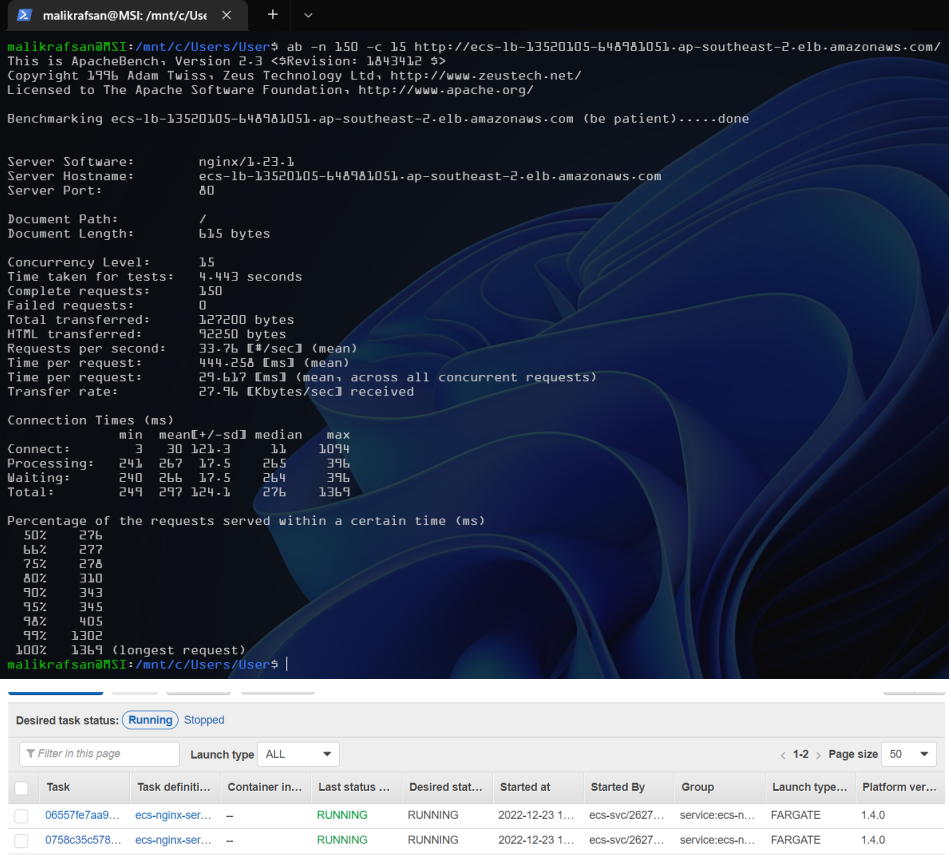 malikrafsan@MSI: /mnt/c/Use
malikrafsan@MSI:/mnt/c/Users/User$ ab -n 150 -c 15 http://ecs-lb-13520105-648981051.ap-southeast-2.elb.amazonaws.com/
This is ApacheBench, Version 2.3 <$Revision: 1843412 $>
Copyright 1996 Adam Twiss, Zeus Technology Ltd, http://www.zeustech.net/
Licensed to The Apache Software Foundation, http://www.apache.org/
Benchmarking ecs-lb-13520105-648981051.ap-southeast-2.elb.amazonaws.com (be patient).....done
Server Software: nginx/1.23.1
Server Hostname: ecs-lb-13520105-648981051.ap-southeast-2.elb.amazonaws.com
Server Port: 80
Document Path: /
Document Length: 615 bytes
Concurrency Level: 15
Time taken for tests: 4.443 seconds
Complete requests: 150
Failed requests: 0
Total transferred: 127200 bytes
HTML transferred: 92250 bytes
Requests per second: 33.76 [#/sec] (mean)
Time per request: 444.258 [ms] (mean)
Time per request: 29.617 [ms] (mean, across all concurrent requests)
Transfer rate: 27.96 [Kbytes/sec] received
Connection Times (ms)
min mean[+/-sd] median max
Connect: 3 30 121.3 11 1094
Processing: 241 267 17.5 265 396
Waiting: 240 266 17.5 264 396
Total: 249 297 124.1 276 1369
Percentage of the requests served within a certain time (ms)
50% 276
66% 277
75% 278
80% 310
90% 343
95% 345
98% 405
99% 1302
100% 1369 (longest request)
malikrafsan@MSI:/mnt/c/Users/User$
Desired task status: Running Stopped
Filter in this page Launch type ALL 1-2 Page size 50
Task Task definiti... Container in... Last status ... Desired stat... Started at Started By Group Launch type... Platform ver...
06557fe7aa9... ecs-nginx-ser... -- RUNNING RUNNING 2022-12-23 1... ecs-svc/2627... service:ecs-n... FARGATE 1.4.0
0758c35c578... ecs-nginx-ser... -- RUNNING RUNNING 2022-12-23 1... ecs-svc/2627... service:ecs-n... FARGATE 1.4.0